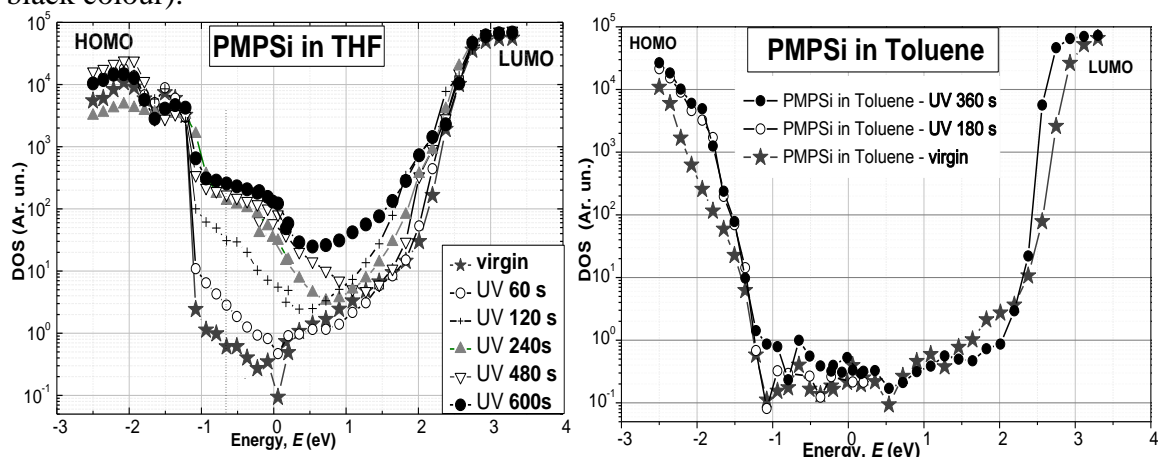 black colour).
PMPSi in THF
HOMO
LUMO
10^5
10^4
10^3
10^2
10^1
10^0
10^-1
DOS (Ar. un.)
virgin
UV 60 s
UV 120 s
UV 240s
UV 480 s
UV 600s
-3 -2 -1 0 1 2 3 4
Energy, E (eV)
PMPSi in Toluene
HOMO
LUMO
10^5
10^4
10^3
10^2
10^1
10^0
10^-1
DOS (Ar. un.)
PMPSi in Toluene - UV 360 s
PMPSi in Toluene - UV 180 s
PMPSi in Toluene - virgin
-3 -2 -1 0 1 2 3 4
Energy, E (eV)